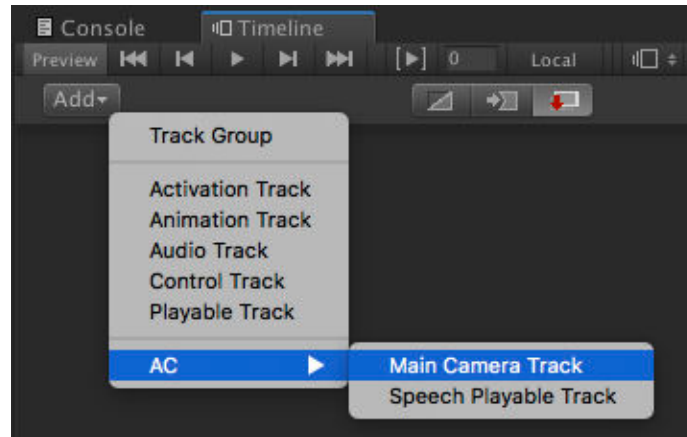 Console Timeline
Preview 0 Local
Add
Track Group
Activation Track
Animation Track
Audio Track
Control Track
Playable Track
AC Main Camera Track
Speech Playable Track